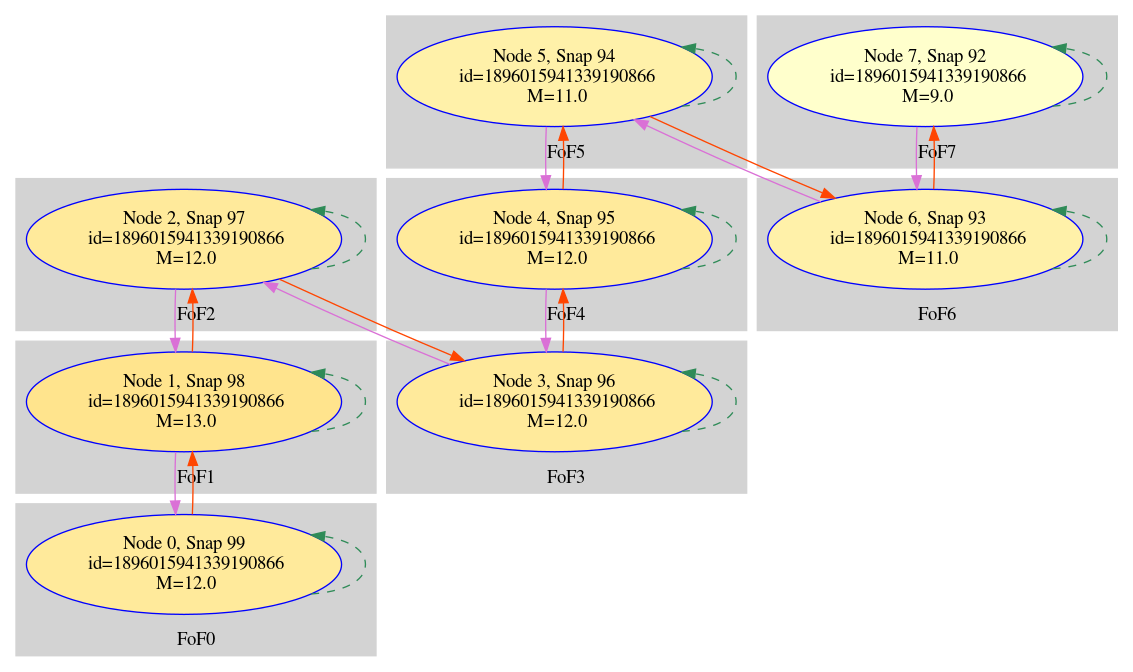 Node 5, Snap 94
id=1896015941339190866
M=11.0
FoF5
Node 7, Snap 92
id=1896015941339190866
M=9.0
FoF7
Node 2, Snap 97
id=1896015941339190866
M=12.0
FoF2
Node 4, Snap 95
id=1896015941339190866
M=12.0
FoF4
Node 6, Snap 93
id=1896015941339190866
M=11.0
FoF6
Node 1, Snap 98
id=1896015941339190866
M=13.0
FoF1
Node 3, Snap 96
id=1896015941339190866
M=12.0
FoF3
Node 0, Snap 99
id=1896015941339190866
M=12.0
FoF0